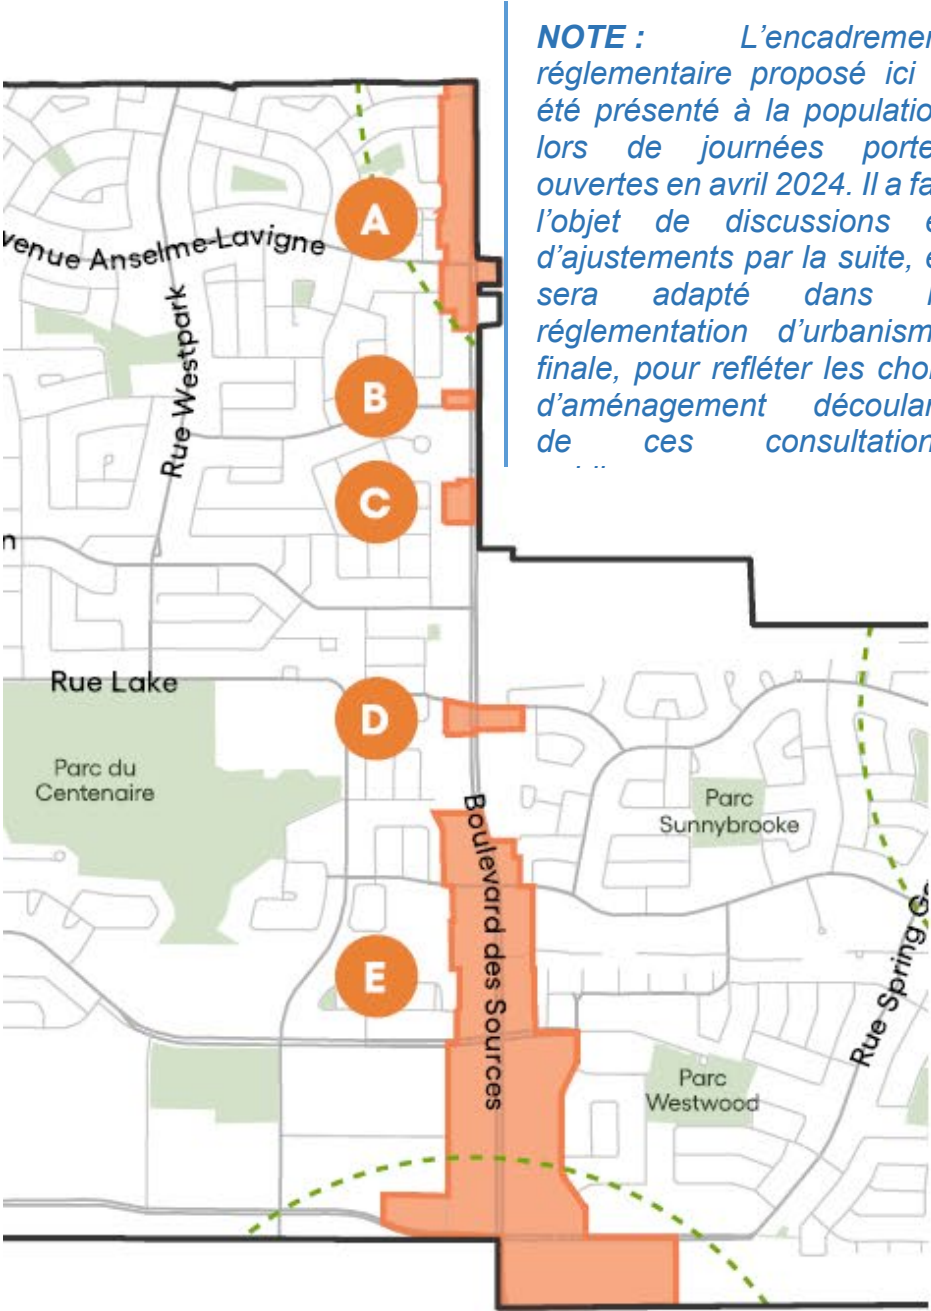 NOTE : L'encadremen
réglementaire proposé ici
été présenté à la populatio
lors de journées porte
ouvertes en avril 2024. Il a fa
l'objet de discussions e
d'ajustements par la suite, e
sera adapté dans
réglementation d'urbanism
finale, pour refléter les choi
d'aménagement découlan
de ces consultation
A
venue Anselme-Lavigne
Rue Westpark
B
C
n
Rue Lake
D
Parc du
Centenaire
Parc
Sunnybrooke
Boulevard des Sources
E
Rue Spring Ga
Parc
Westwood